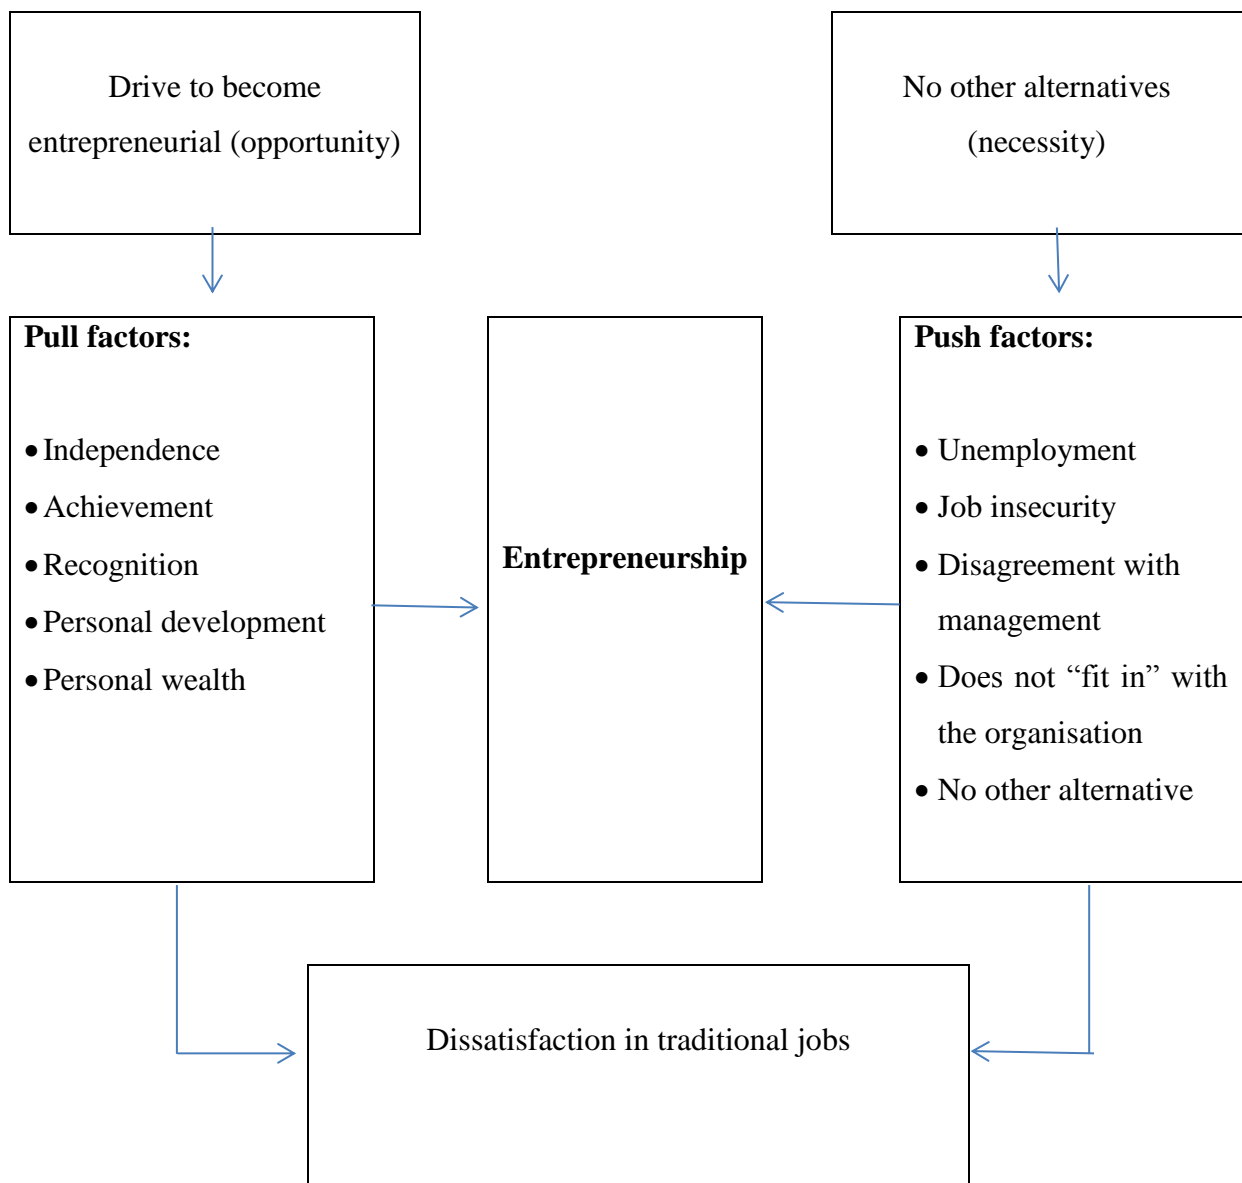 Drive to become
entrepreneurial (opportunity)
No other alternatives
(necessity)
Pull factors:
• Independence
• Achievement
• Recognition
• Personal development
• Personal wealth
Entrepreneurship
Push factors:
• Unemployment
• Job insecurity
• Disagreement with
management
• Does not “fit in” with
the organisation
• No other alternative
Dissatisfaction in traditional jobs